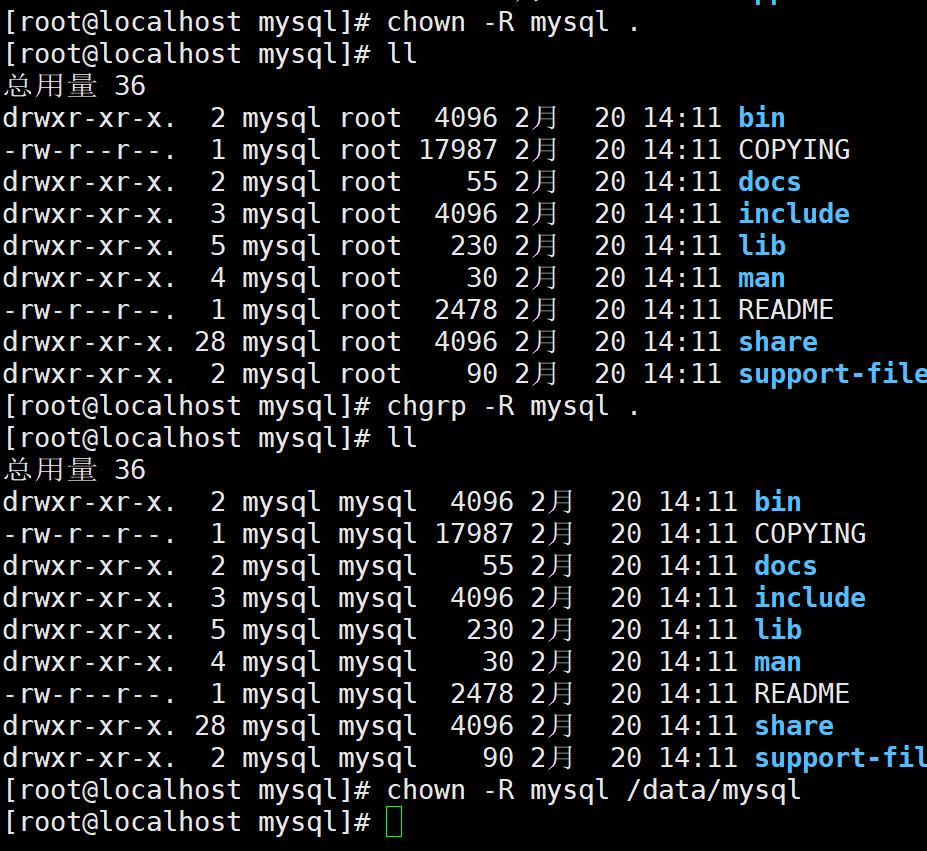 [root@localhost mysql]# chown -R mysql .
[root@localhost mysql]# ll
总用量 36
drwxr-xr-x.  2 mysql root  4096 2月  20 14:11 bin
-rw-r--r--.  1 mysql root 17987 2月  20 14:11 COPYING
drwxr-xr-x.  2 mysql root    55 2月  20 14:11 docs
drwxr-xr-x.  3 mysql root  4096 2月  20 14:11 include
drwxr-xr-x.  5 mysql root   230 2月  20 14:11 lib
drwxr-xr-x.  4 mysql root    30 2月  20 14:11 man
-rw-r--r--.  1 mysql root  2478 2月  20 14:11 README
drwxr-xr-x. 28 mysql root  4096 2月  20 14:11 share
drwxr-xr-x.  2 mysql root    90 2月  20 14:11 support-file
[root@localhost mysql]# chgrp -R mysql .
[root@localhost mysql]# ll
总用量 36
drwxr-xr-x.  2 mysql mysql  4096 2月  20 14:11 bin
-rw-r--r--.  1 mysql mysql 17987 2月  20 14:11 COPYING
drwxr-xr-x.  2 mysql mysql    55 2月  20 14:11 docs
drwxr-xr-x.  3 mysql mysql  4096 2月  20 14:11 include
drwxr-xr-x.  5 mysql mysql   230 2月  20 14:11 lib
drwxr-xr-x.  4 mysql mysql    30 2月  20 14:11 man
-rw-r--r--.  1 mysql mysql  2478 2月  20 14:11 README
drwxr-xr-x. 28 mysql mysql  4096 2月  20 14:11 share
drwxr-xr-x.  2 mysql mysql    90 2月  20 14:11 support-fil
[root@localhost mysql]# chown -R mysql /data/mysql
[root@localhost mysql]#